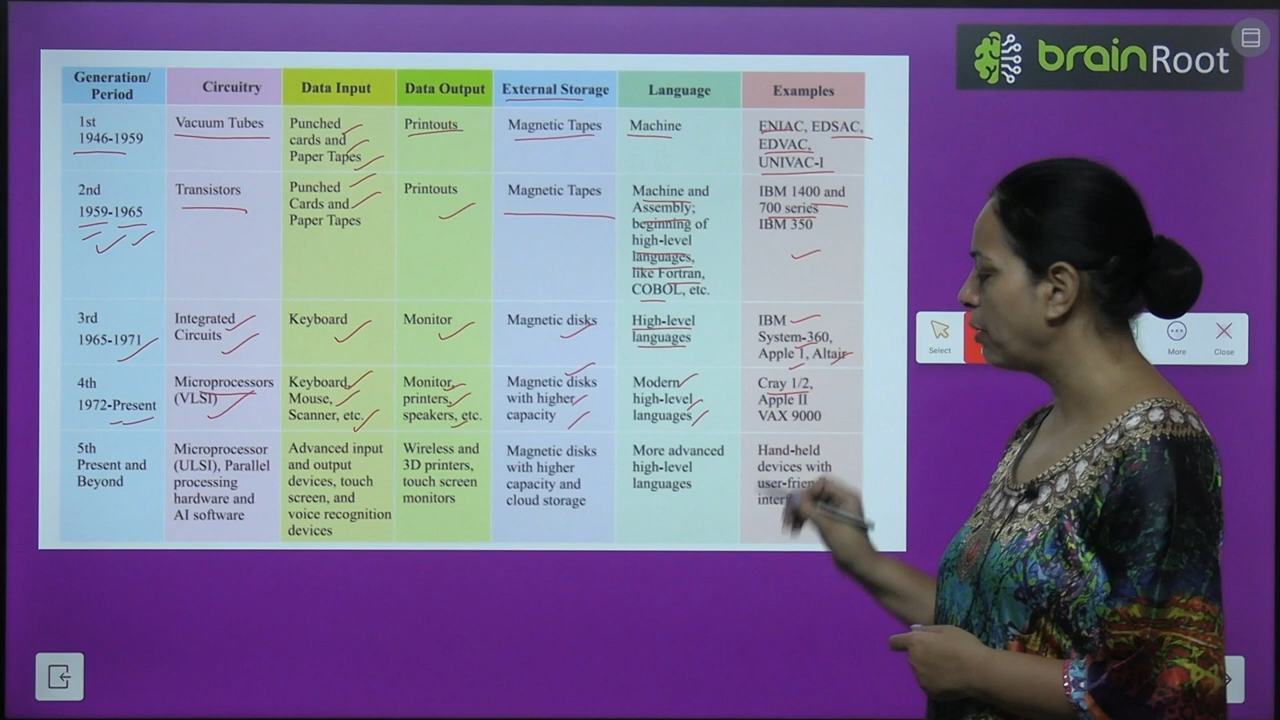 brainRoot
Generation/
Period
Circuitry
Data Input
Data Output
External Storage
Language
Examples
1st
1946-1959
Vacuum Tubes
Punched
cards and
Paper Tapes
Printouts
Magnetic Tapes
Machine
ENIAC, EDSAC,
EDVAC,
UNIVAC-I
2nd
1959-1965
Transistors
Punched
Cards and
Paper Tapes
Printouts
Magnetic Tapes
Machine and
Assembly;
beginning of
high-level
languages,
like Fortran,
COBOL, etc.
IBM 1400 and
700 series
IBM 350
3rd
1965-1971
Integrated
Circuits
Keyboard
Monitor
Magnetic disks
High-level
languages
IBM
System-360,
Apple 1, Altair
4th
1972-Present
Microprocessors
(VLSI)
Keyboard,
Mouse,
Scanner, etc.
Monitor,
printers,
speakers, etc.
Magnetic disks
with higher
capacity
Modern
high-level
languages
Cray 1/2,
Apple II
VAX 9000
5th
Present and
Beyond
Microprocessor
(ULSI), Parallel
processing
hardware and
AI software
Advanced input
and output
devices, touch
screen, and
voice recognition
devices
Wireless and
3D printers,
touch screen
monitors
Magnetic disks
with higher
capacity and
cloud storage
More advanced
high-level
languages
Hand-held
devices with
Select
More
Close